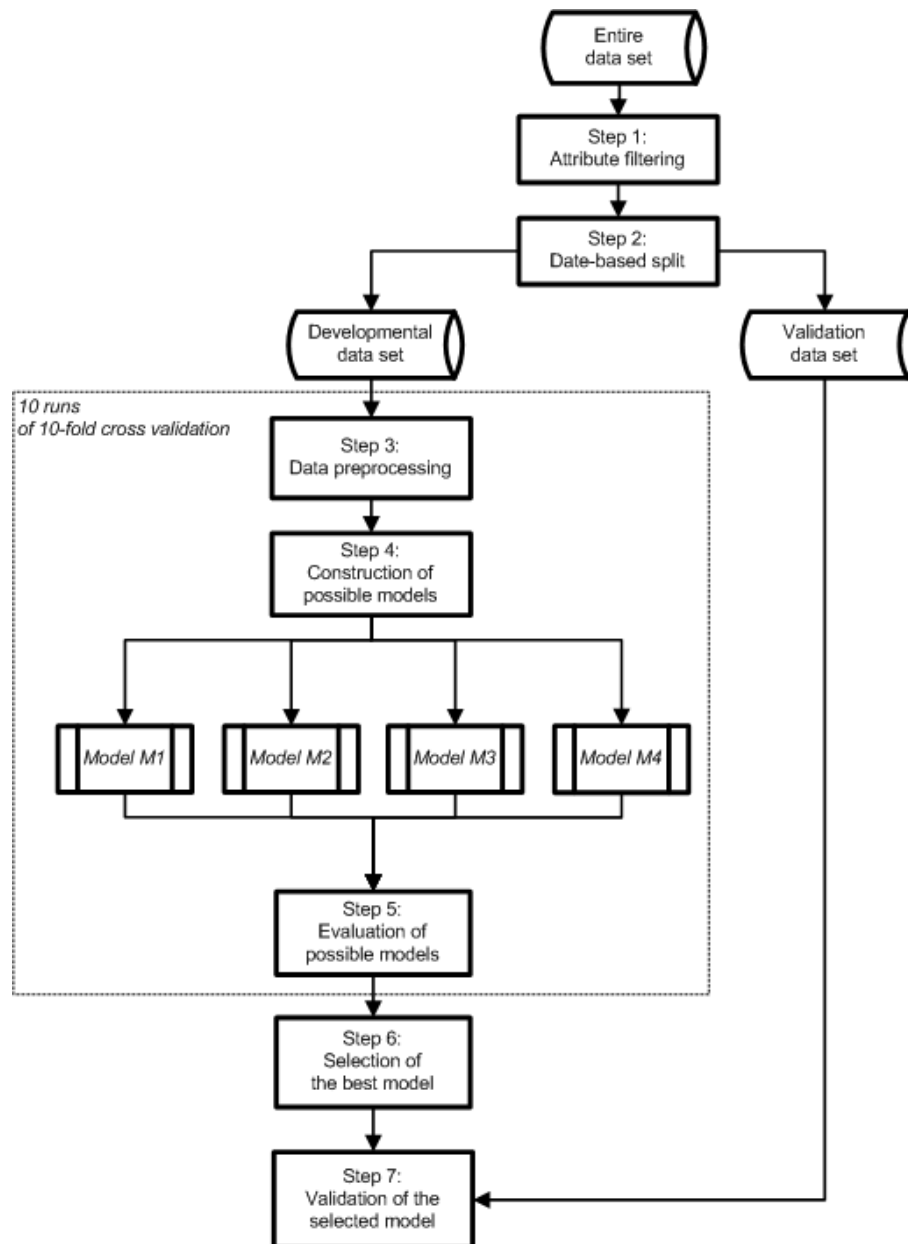 Entire
data set
Step 1:
Attribute filtering
Step 2:
Date-based split
Developmental
data set
Validation
data set
10 runs
of 10-fold cross validation
Step 3:
Data preprocessing
Step 4:
Construction of
possible models
Model M1
Model M2
Model M3
Model M4
Step 5:
Evaluation of
possible models
Step 6:
Selection of
the best model
Step 7:
Validation of the
selected model